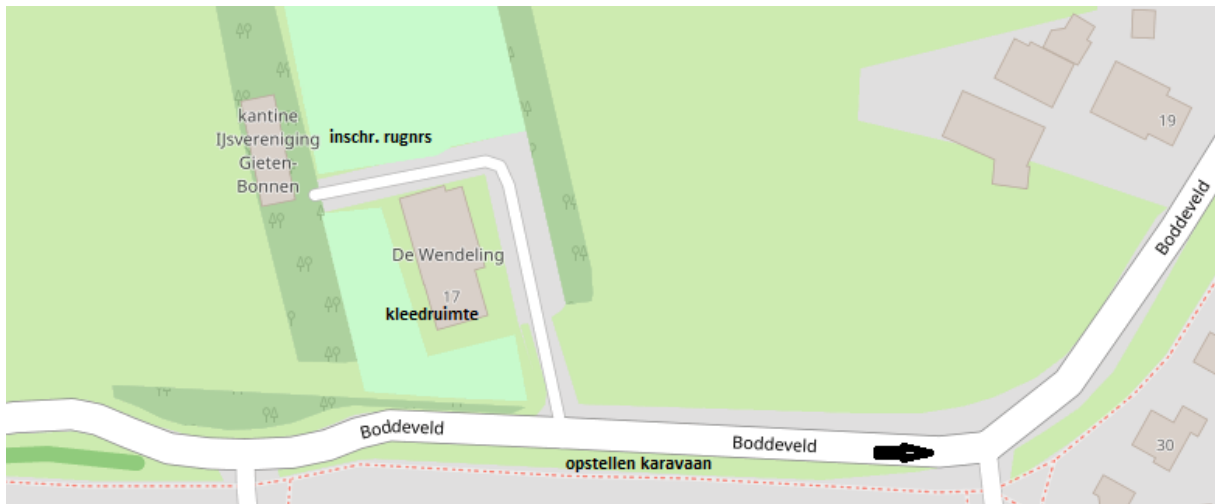 kantine
IJsvereniging
Gieten-
Bonnen
inschr. rugnrs
19
Boddeveld
De Wendeling
17
kleedruimte
Boddeveld
Boddeveld
30
opstellen karavaan